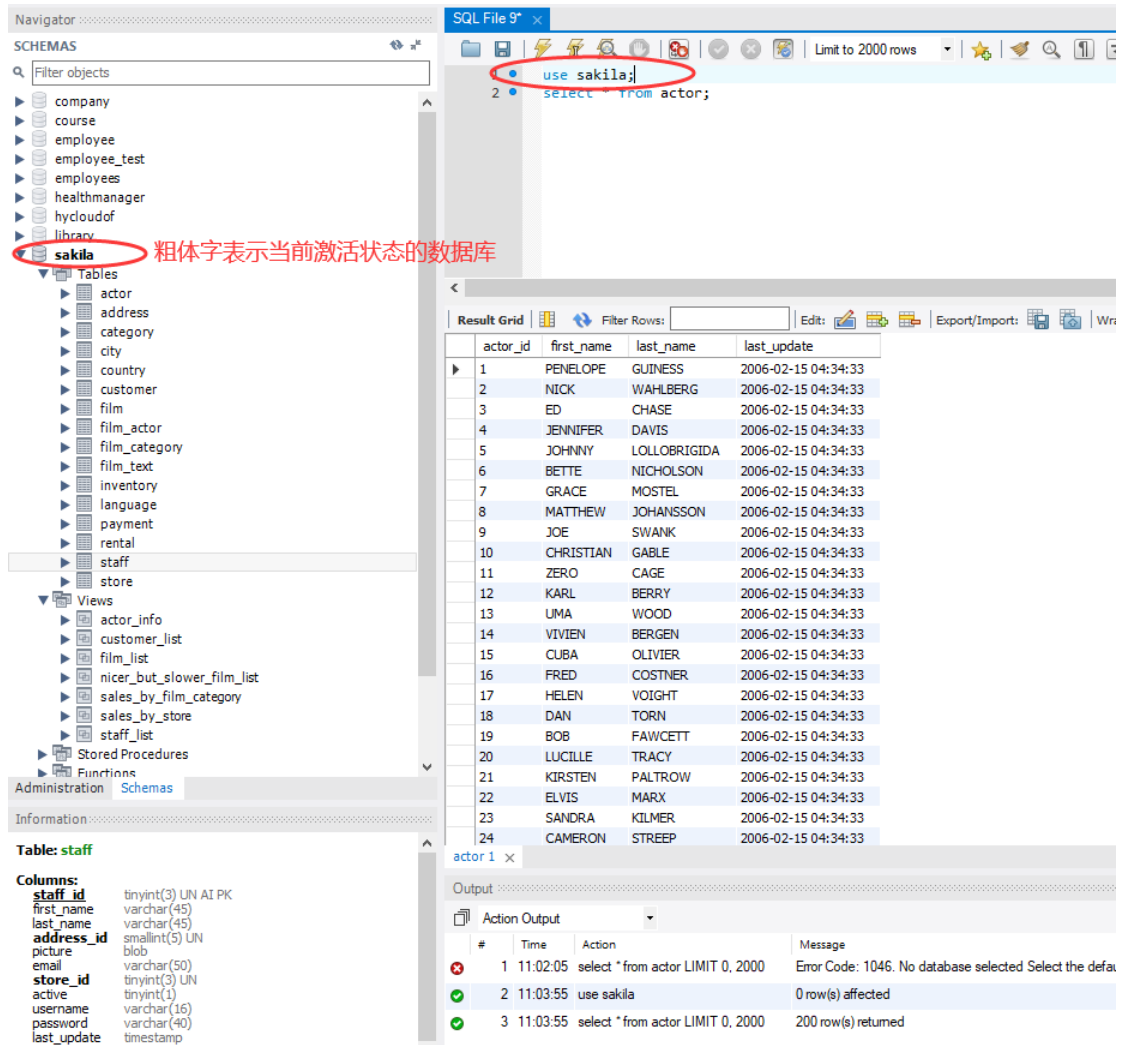 Navigator
SCHEMAS
Filter objects
company
course
employee
employee_test
employees
healthmanager
hycloudof
library
sakila
粗体字表示当前激活状态的数据库
Tables
actor
address
category
city
country
customer
film
film_actor
film_category
film_text
inventory
language
payment
rental
staff
store
Views
actor_info
customer_list
film_list
nicer_but_slower_film_list
sales_by_film_category
sales_by_store
staff_list
Stored Procedures
Functions
Administration Schemas
Information
Table: staff
Columns:
staff_id tinyint(3) UN AI PK
first_name varchar(45)
last_name varchar(45)
address_id smallint(5) UN
picture blob
email varchar(50)
store_id tinyint(3) UN
active tinyint(1)
username varchar(16)
password varchar(40)
last_update timestamp
SQL File 9*
Limit to 2000 rows
1 use sakila;
2 select * from actor;
Result Grid Filter Rows: Edit: Export/Import: Wra
actor_id first_name last_name last_update
1 PENELOPE GUINESS 2006-02-15 04:34:33
2 NICK WAHLBERG 2006-02-15 04:34:33
3 ED CHASE 2006-02-15 04:34:33
4 JENNIFER DAVIS 2006-02-15 04:34:33
5 JOHNNY LOLLOBRIGIDA 2006-02-15 04:34:33
6 BETTE NICHOLSON 2006-02-15 04:34:33
7 GRACE MOSTEL 2006-02-15 04:34:33
8 MATTHEW JOHANSSON 2006-02-15 04:34:33
9 JOE SWANK 2006-02-15 04:34:33
10 CHRISTIAN GABLE 2006-02-15 04:34:33
11 ZERO CAGE 2006-02-15 04:34:33
12 KARL BERRY 2006-02-15 04:34:33
13 UMA WOOD 2006-02-15 04:34:33
14 VIVIEN BERGEN 2006-02-15 04:34:33
15 CUBA OLIVIER 2006-02-15 04:34:33
16 FRED COSTNER 2006-02-15 04:34:33
17 HELEN VOIGHT 2006-02-15 04:34:33
18 DAN TORN 2006-02-15 04:34:33
19 BOB FAWCETT 2006-02-15 04:34:33
20 LUCILLE TRACY 2006-02-15 04:34:33
21 KIRSTEN PALTROW 2006-02-15 04:34:33
22 ELVIS MARX 2006-02-15 04:34:33
23 SANDRA KILMER 2006-02-15 04:34:33
24 CAMERON STREEP 2006-02-15 04:34:33
actor 1
Output
Action Output
# Time Action Message
1 11:02:05 select * from actor LIMIT 0, 2000 Error Code: 1046. No database selected Select the defau
2 11:03:55 use sakila 0 row(s) affected
3 11:03:55 select * from actor LIMIT 0, 2000 200 row(s) returned